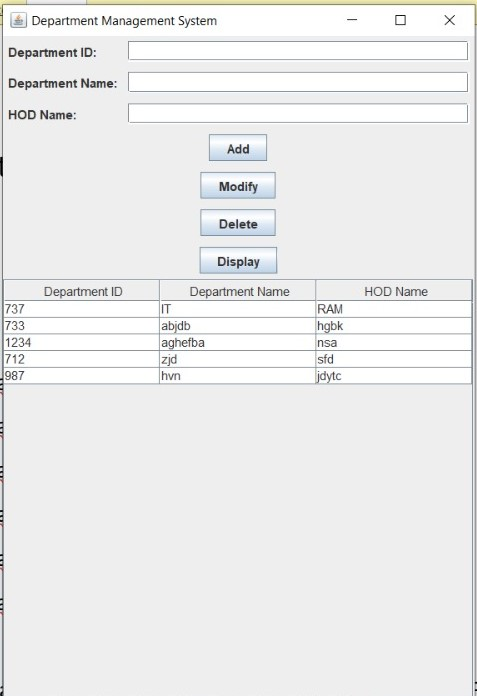 Department Management System
Department ID:
Department Name:
HOD Name:
Add
Modify
Delete
Display
Department ID Department Name HOD Name
737 IT RAM
733 abjdb hgbk
1234 aghefba nsa
712 zjd sfd
987 hvn jdytc